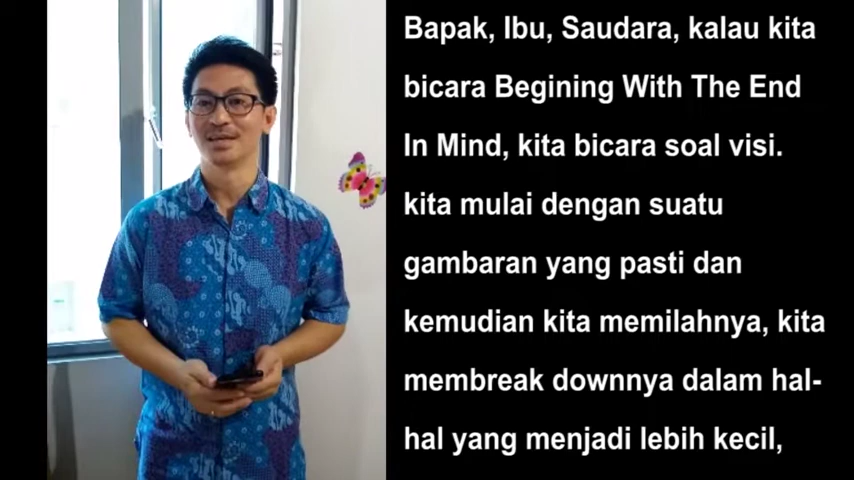 Bapak, Ibu, Saudara, kalau kita
bicara Begining With The End
In Mind, kita bicara soal visi.
kita mulai dengan suatu
gambaran yang pasti dan
kemudian kita memilahnya, kita
membreak downnya dalam hal-
hal yang menjadi lebih kecil,